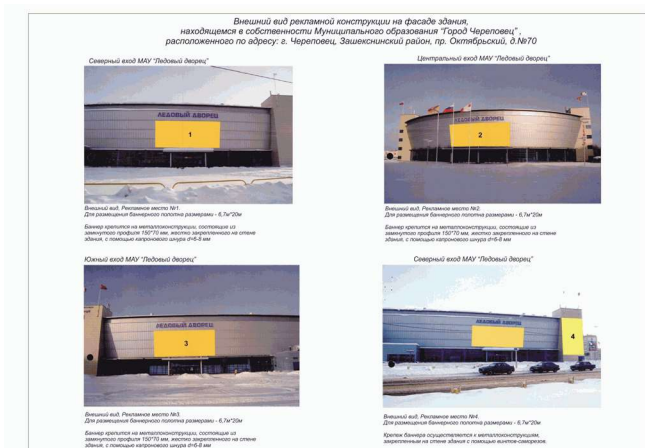 Внешний вид рекламной конструкции на фасаде здания,
находящемся в собственности Муниципального образования "Город Череповец",
расположенного по адресу: г. Череповец, Зашекснинский район, пр. Октябрьский, д.№70
Северный вход МАУ "Ледовый дворец"
ЛЕДОВЫЙ ДВОРЕЦ
1
Внешний вид, Рекламное место №1.
Для размещения баннерного полотна размерами - 6,7м*20м
Баннер крепится на металлоконструкции, состоящие из
замкнутого профиля 150*70 мм, жестко закрепленного на стене
здания, с помощью капронового шнура d=6-8 мм
Центральный вход МАУ "Ледовый дворец"
ЛЕДОВЫЙ ДВОРЕЦ
2
Внешний вид, Рекламное место №2.
Для размещения баннерного полотна размерами - 6,7м*20м
Баннер крепится на металлоконструкции, состоящие из
замкнутого профиля 150*70 мм, жестко закрепленного на стене
здания, с помощью капронового шнура d=6-8 мм
Южный вход МАУ "Ледовый дворец"
ЛЕДОВЫЙ ДВОРЕЦ
3
Внешний вид, Рекламное место №3.
Для размещения баннерного полотна размерами - 6,7м*20м
Баннер крепится на металлоконструкции, состоящие из
замкнутого профиля 150*70 мм, жестко закрепленного на стене
здания, с помощью капронового шнура d=6-8 мм
Северный вход МАУ "Ледовый дворец"
ЛЕДОВЫЙ ДВОРЕЦ
4
Внешний вид, Рекламное место №4.
Для размещения баннерного полотна размерами - 6,7м*20м
Крепеж баннера осуществляется к металлоконструкциям,
закрепленным на стене здания с помощью винтов-саморезов.